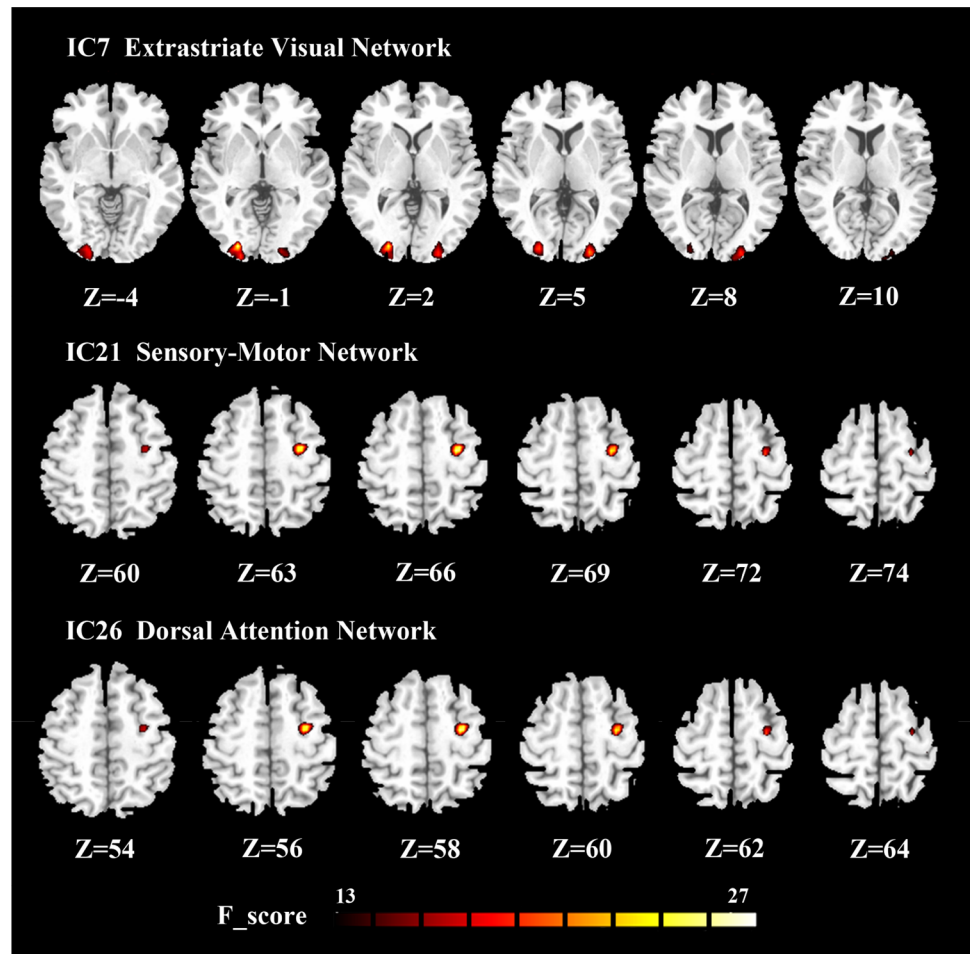 IC7 Extrastriate Visual Network
Z=-4 Z=-1 Z=2 Z=5 Z=8 Z=10
IC21 Sensory-Motor Network
Z=60 Z=63 Z=66 Z=69 Z=72 Z=74
IC26 Dorsal Attention Network
Z=54 Z=56 Z=58 Z=60 Z=62 Z=64
13 27
F_score